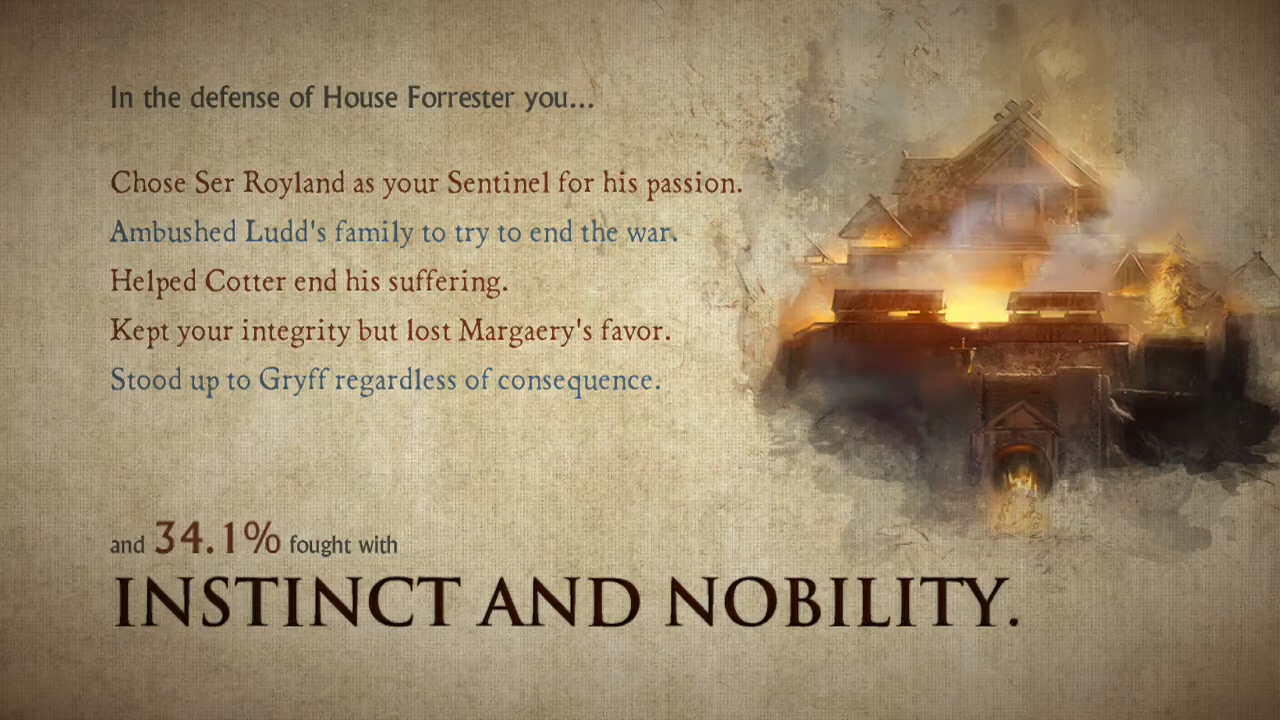 In the defense of House Forrester you...
Chose Ser Royland as your Sentinel for his passion.
Ambushed Ludd's family to try to end the war.
Helped Cotter end his suffering.
Kept your integrity but lost Margaery's favor.
Stood up to Gryff regardless of consequence.
and 34.1% fought with
INSTINCT AND NOBILITY.